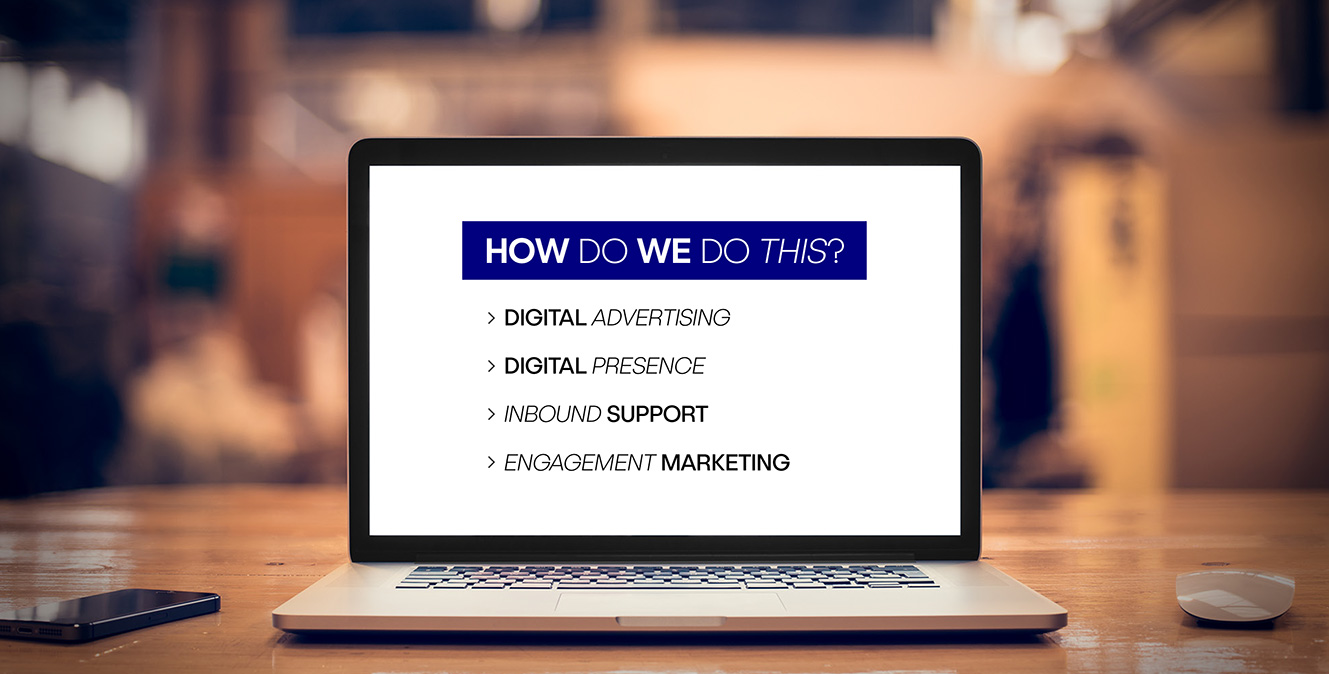 HOW DO WE DO THIS?
> DIGITAL ADVERTISING
> DIGITAL PRESENCE
> INBOUND SUPPORT
> ENGAGEMENT MARKETING